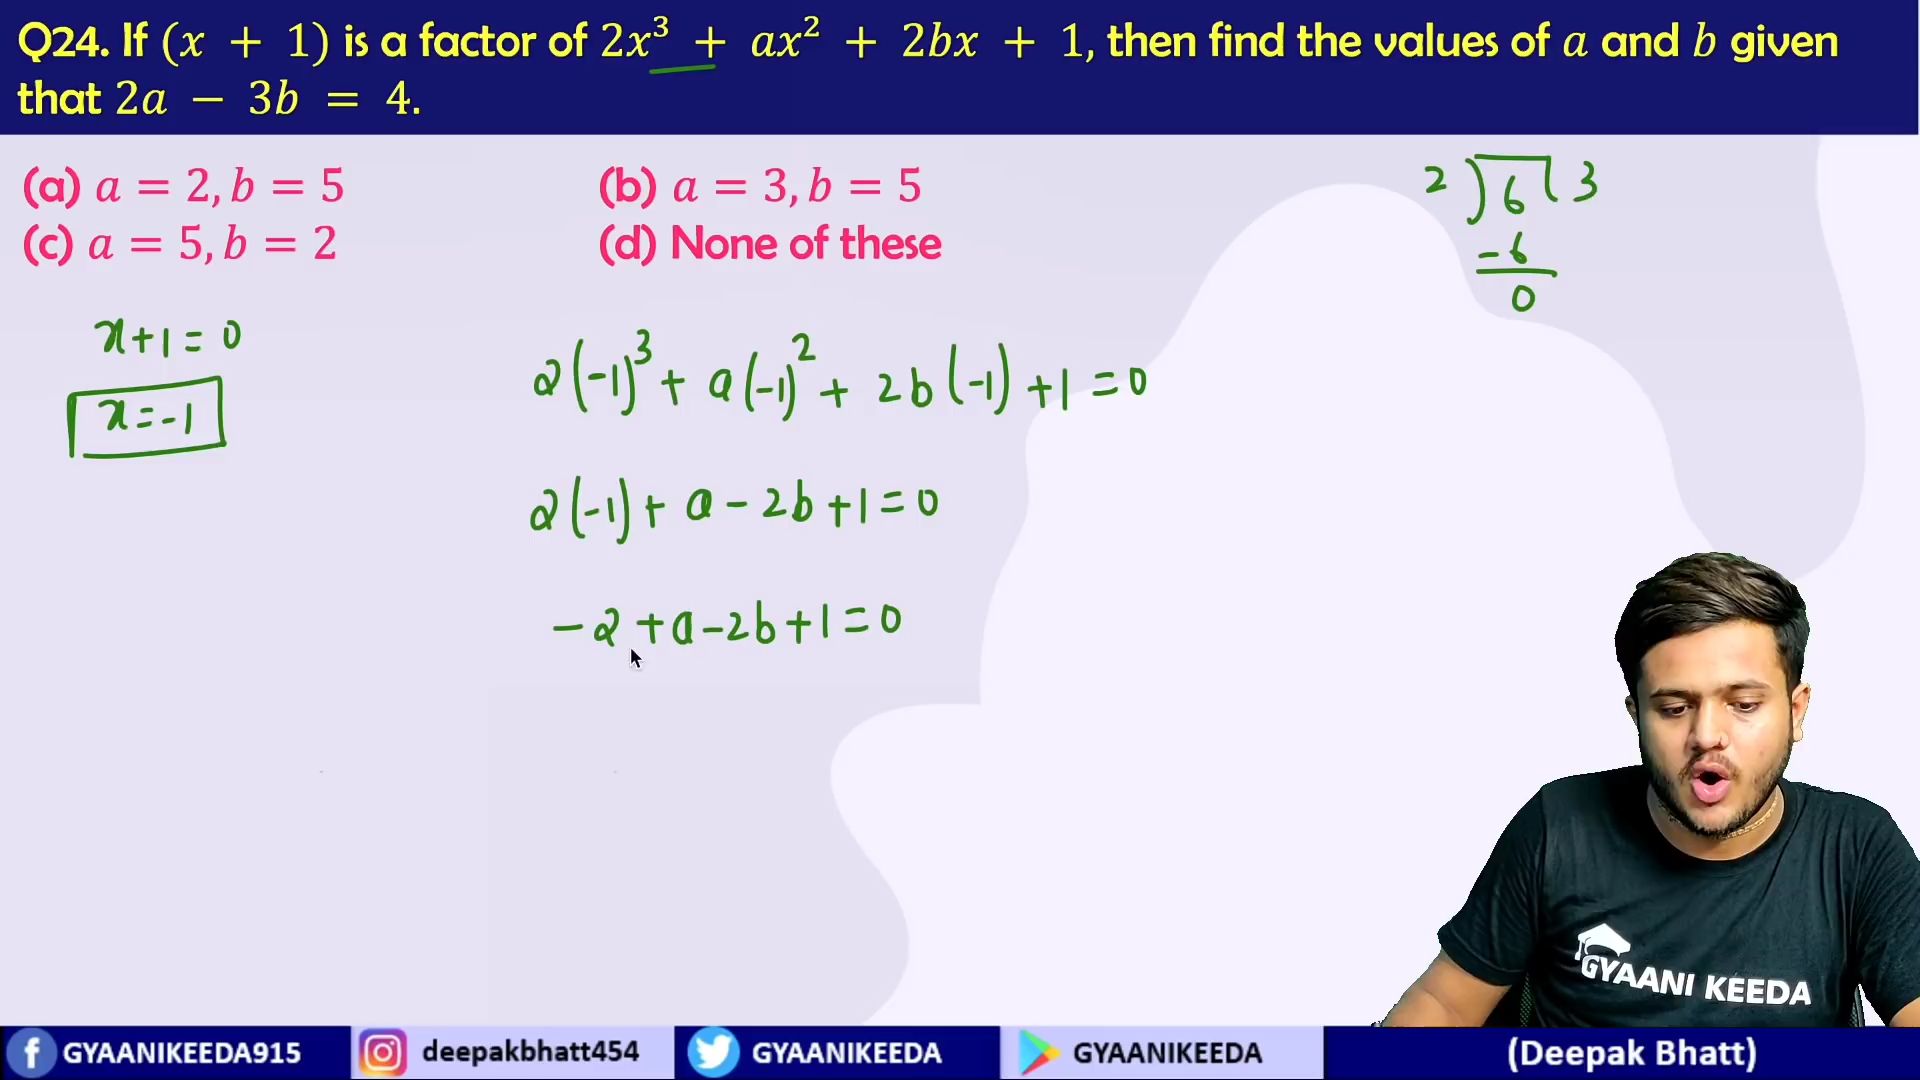 Q24. If (x + 1) is a factor of 2x³ + ax² + 2bx + 1, then find the values of a and b given
that 2a − 3b = 4.
(a) a = 2, b = 5
(b) a = 3, b = 5
(c) a = 5, b = 2
(d) None of these
2 ) 6 ( 3
-6
0
x+1=0
x=-1
2(-1)³ + a(-1)² + 2b(-1) +1 =0
2(-1)+ a - 2b +1 =0
-2 +a -2b +1 =0
GYAANI KEEDA
GYAANIKEEDA915
deepakbhatt454
GYAANIKEEDA
GYAANIKEEDA
(Deepak Bhatt)